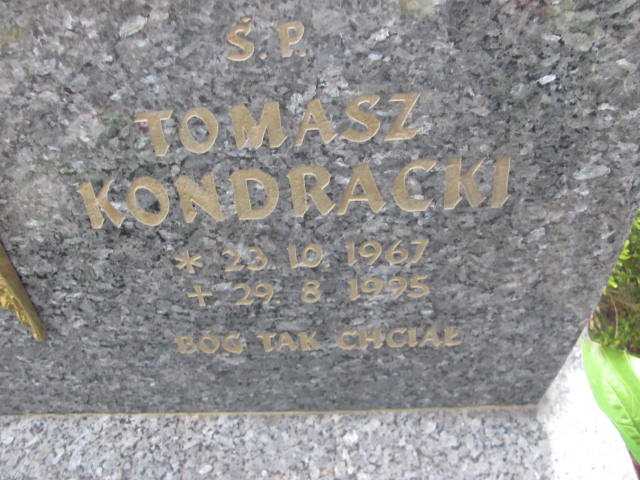 Ś.P.
TOMASZ
KONDRACKI
* 23.10.1967
+ 29.8.1995
BÓG TAK CHCIAŁ